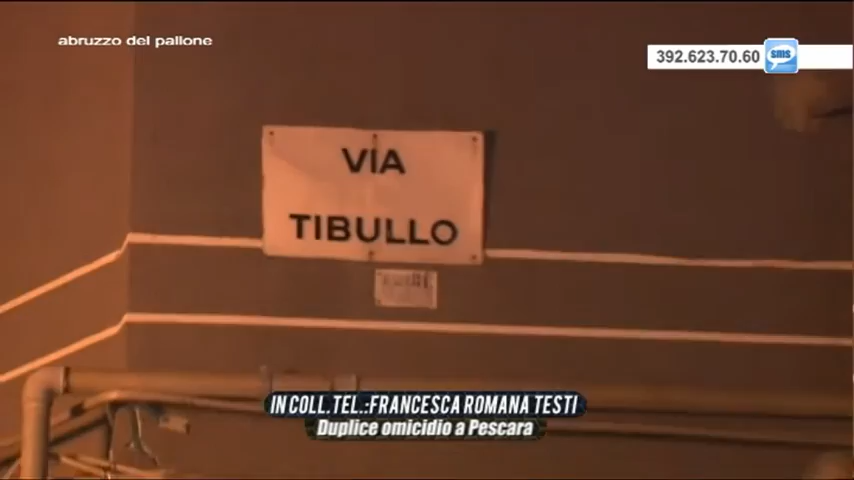 abruzzo del pallone
392.623.70.60 sms
VIA
TIBULLO
IN COLL.TEL.:FRANCESCA ROMANA TESTI
Duplice omicidio a Pescara